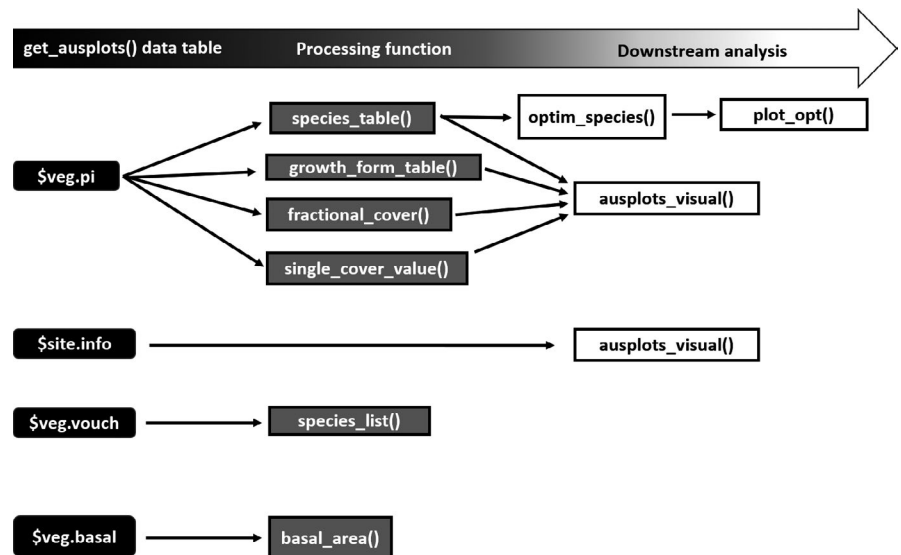 get_ausplots() data table
Processing function
Downstream analysis
species_table()
optim_species()
plot_opt()
$veg.pi
growth_form_table()
ausplots_visual()
fractional_cover()
single_cover_value()
$site.info
ausplots_visual()
$veg.vouch
species_list()
$veg.basal
basal_area()